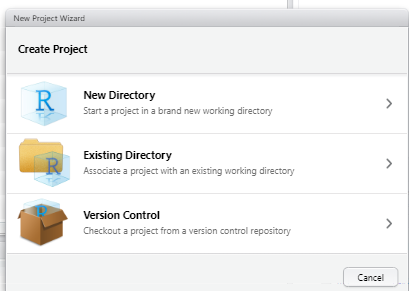 New Project Wizard
Create Project
New Directory
Start a project in a brand new working directory
Existing Directory
Associate a project with an existing working directory
Version Control
Checkout a project from a version control repository
Cancel